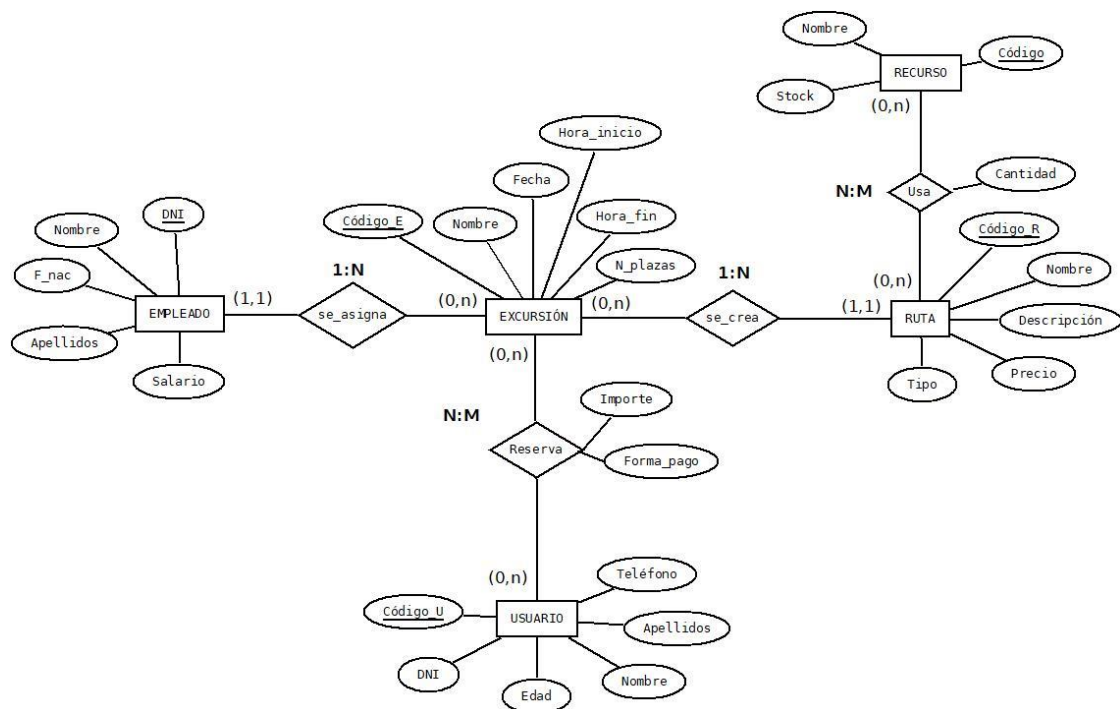 Nombre
Código
RECURSO
Stock
(0,n)
Hora_inicio
Fecha
N:M
Usa
Cantidad
DNI
Código_E
Nombre
Hora_fin
Código_R
Nombre
F_nac
N_plazas
Nombre
1:N
1:N
(0,n)
EMPLEADO
(1,1)
se_asigna
(0,n)
EXCURSIÓN
(0,n)
se_crea
(1,1)
RUTA
Descripción
Apellidos
(0,n)
Salario
Tipo
Precio
Importe
N:M
Reserva
Forma_pago
(0,n)
Teléfono
Código_U
USUARIO
Apellidos
DNI
Edad
Nombre